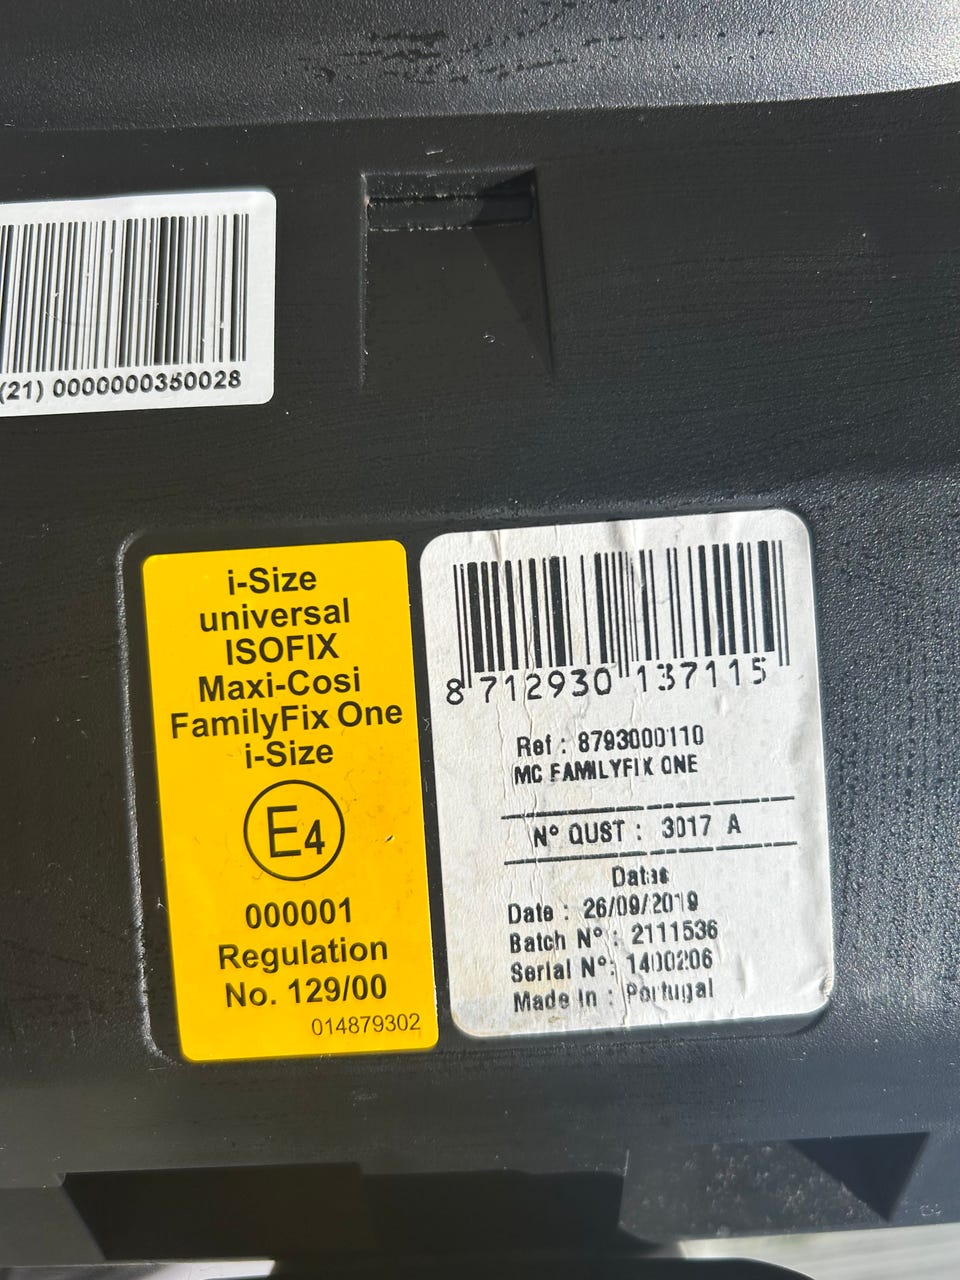 (21) 0000000350028
i-Size
universal
ISOFIX
Maxi-Cosi
FamilyFix One
i-Size
E4
000001
Regulation
No. 129/00
014879302
8 712930 137115
Ref : 8793000110
MC FAMILYFIX ONE
N° QUST : 3017 A
Datas
Date : 26/09/2019
Batch N° : 2111536
Serial N° : 1400206
Made In : Portugal